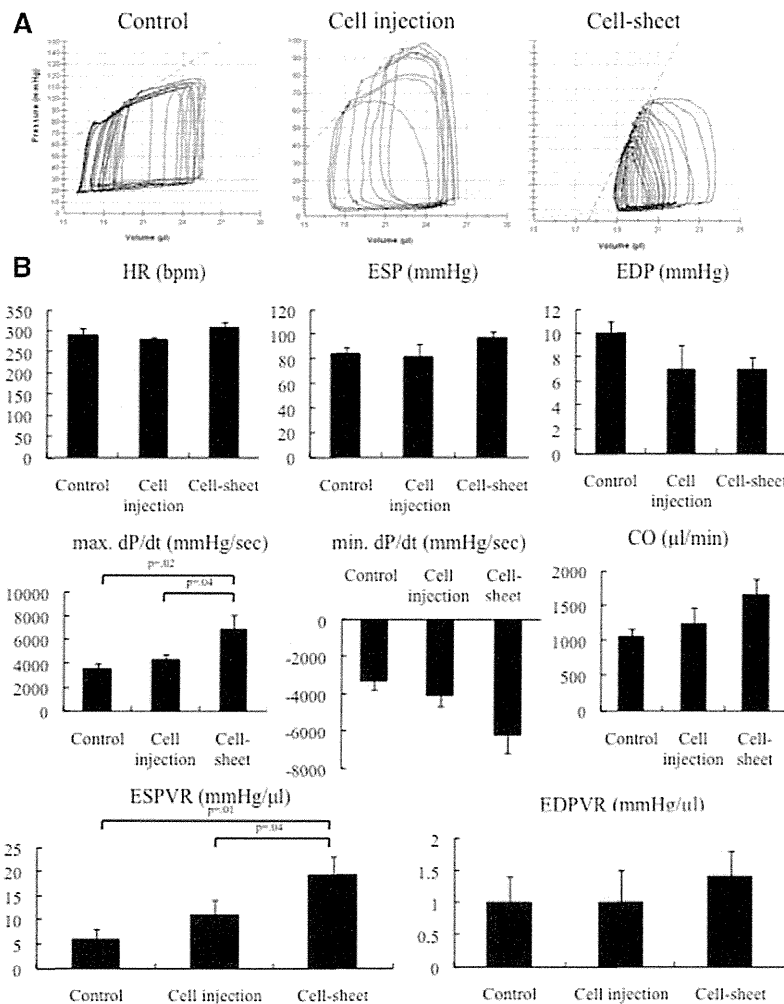 A
Control
Cell injection
Cell-sheet
Pressure (mmHg)
Volume (µl)
Volume (µl)
Volume (µl)
B
HR (bpm)
350
300
250
200
150
100
50
0
Control
Cell injection
Cell-sheet
ESP (mmHg)
120
100
80
60
40
20
0
Control
Cell injection
Cell-sheet
EDP (mmHg)
12
10
8
6
4
2
0
Control
Cell injection
Cell-sheet
max. dP/dt (mmHg/sec)
p=.02
p=.04
10000
8000
6000
4000
2000
0
Control
Cell injection
Cell-sheet
min. dP/dt (mmHg/sec)
Control
Cell injection
Cell-sheet
0
-2000
-4000
-6000
-8000
CO (µl/min)
2000
1500
1000
500
0
Control
Cell injection
Cell-sheet
ESPVR (mmHg/µl)
p=.01
p=.04
25
20
15
10
5
0
Control
Cell injection
Cell-sheet
EDPVR (mmHg/µl)
2
1.5
1
0.5
0
Control
Cell injection
Cell-sheet